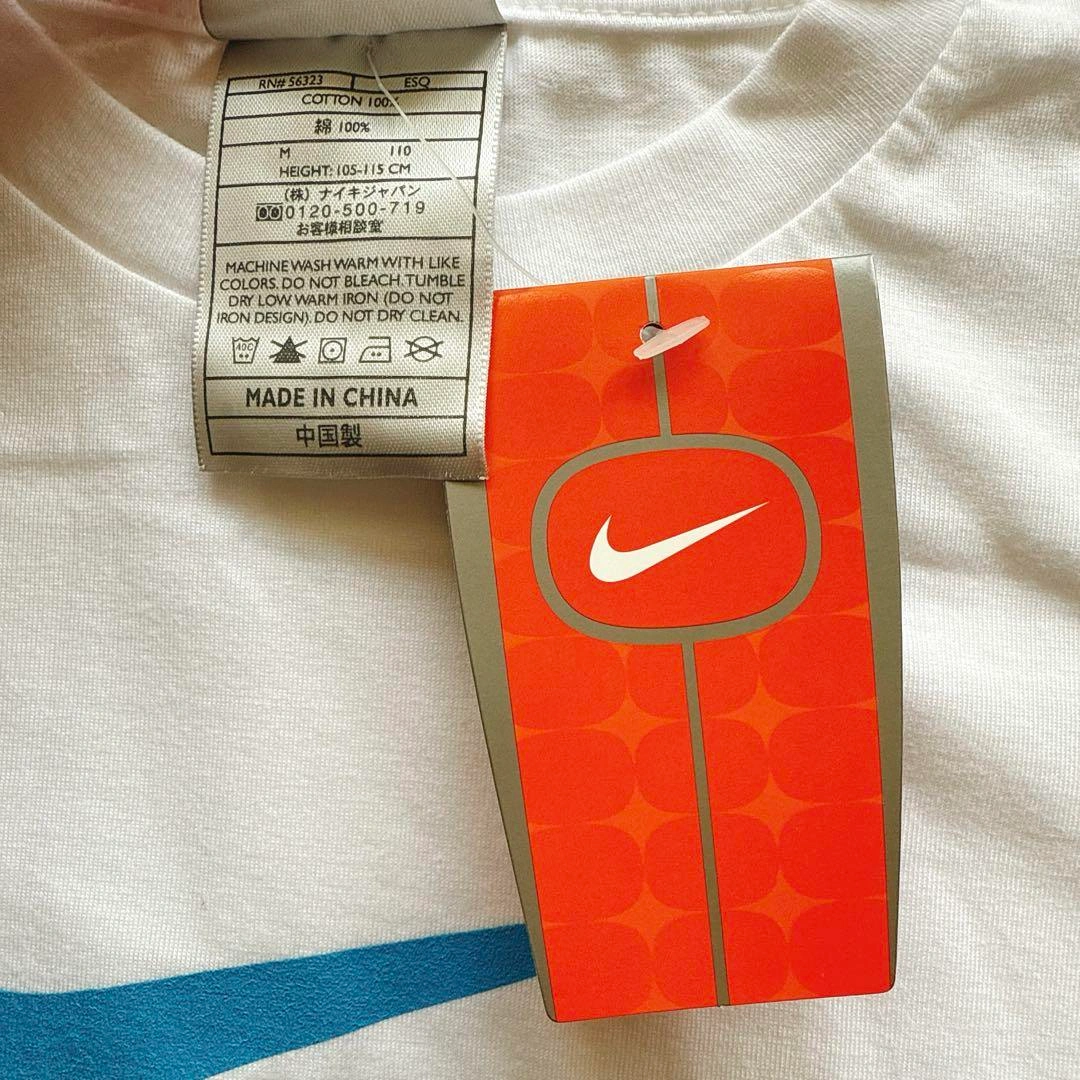 RN# 56323 ESQ
COTTON 100%
綿 100%
M 110
HEIGHT: 105-115 CM
(株) ナイキジャパン
0120-500-719
お客様相談室
MACHINE WASH WARM WITH LIKE
COLORS. DO NOT BLEACH. TUMBLE
DRY LOW. WARM IRON (DO NOT
IRON DESIGN). DO NOT DRY CLEAN.
40C
MADE IN CHINA
中国製